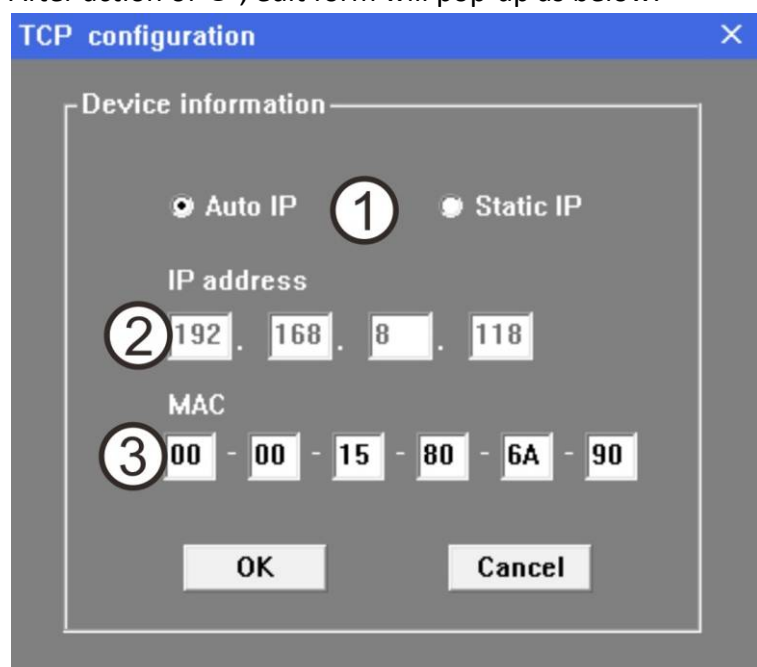 TCP configuration ×
Device information
Auto IP ① Static IP
IP address
② 192 . 168 . 8 . 118
MAC
③ 00 - 00 - 15 - 80 - 6A - 90
OK Cancel